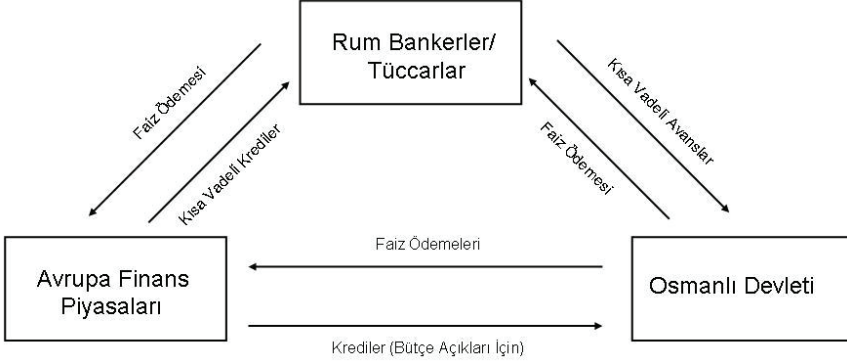 Rum Bankerler/
Tüccarlar
Faiz Ödemesi
Kısa Vadeli Krediler
Kısa Vadeli Avanslar
Faiz Ödemesi
Faiz Ödemeleri
Avrupa Finans
Piyasaları
Osmanlı Devleti
Krediler (Bütçe Açıkları İçin)